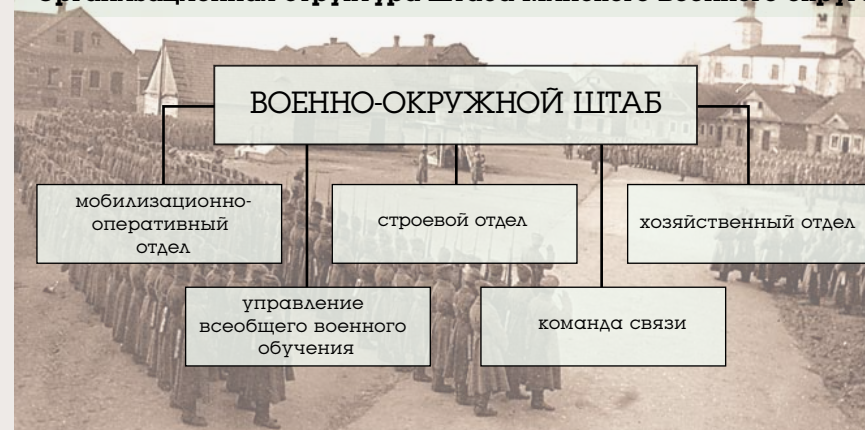 ВОЕННО-ОКРУЖНОЙ ШТАБ
мобилизационно-
оперативный
отдел
строевой отдел
хозяйственный отдел
управление
всеобщего военного
обучения
команда связи